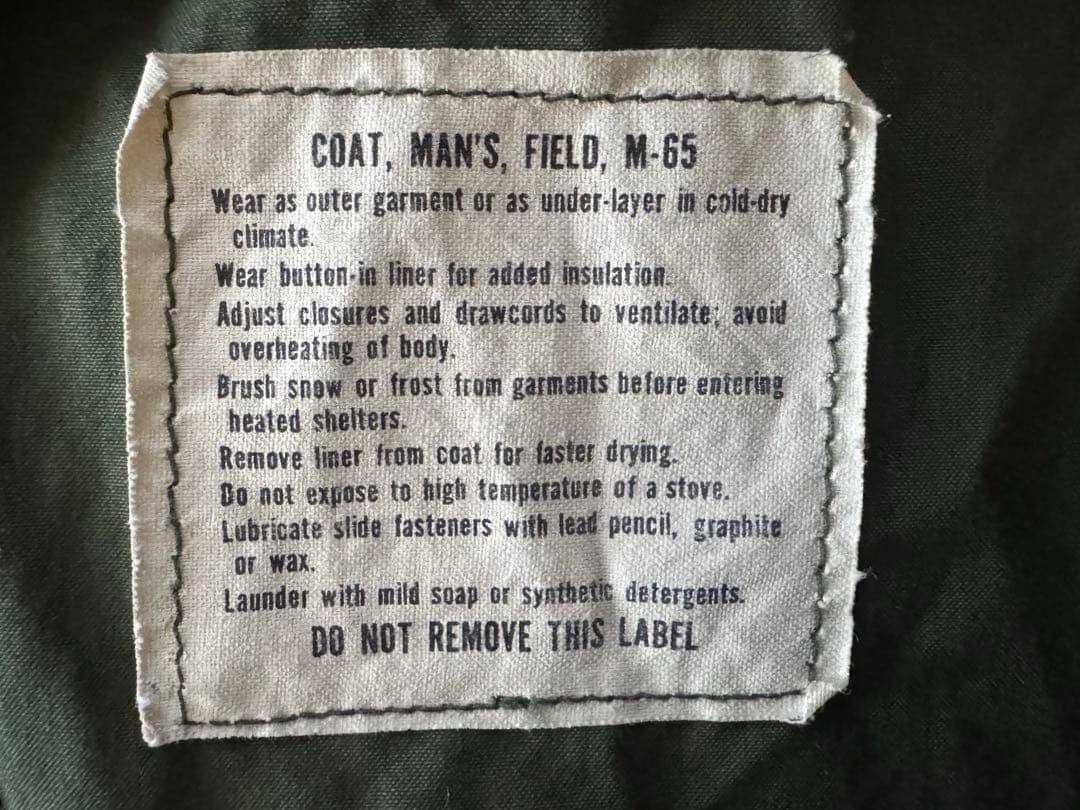 COAT, MAN'S, FIELD, M-65
Wear as outer garment or as under-layer in cold-dry
climate.
Wear button-in liner for added insulation.
Adjust closures and drawcords to ventilate; avoid
overheating of body.
Brush snow or frost from garments before entering
heated shelters.
Remove liner from coat for faster drying.
Do not expose to high temperature of a stove.
Lubricate slide fasteners with lead pencil, graphite
or wax.
Launder with mild soap or synthetic detergents.
DO NOT REMOVE THIS LABEL